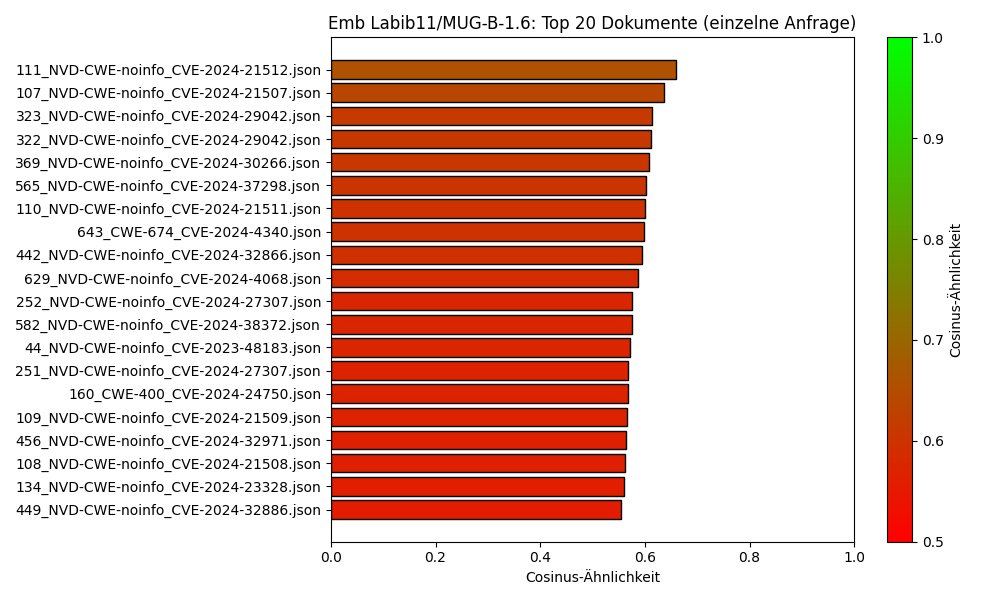 Emb Labib11/MUG-B-1.6: Top 20 Dokumente (einzelne Anfrage)
111_NVD-CWE-noinfo_CVE-2024-21512.json
107_NVD-CWE-noinfo_CVE-2024-21507.json
323_NVD-CWE-noinfo_CVE-2024-29042.json
322_NVD-CWE-noinfo_CVE-2024-29042.json
369_NVD-CWE-noinfo_CVE-2024-30266.json
565_NVD-CWE-noinfo_CVE-2024-37298.json
110_NVD-CWE-noinfo_CVE-2024-21511.json
643_CWE-674_CVE-2024-4340.json
442_NVD-CWE-noinfo_CVE-2024-32866.json
629_NVD-CWE-noinfo_CVE-2024-4068.json
252_NVD-CWE-noinfo_CVE-2024-27307.json
582_NVD-CWE-noinfo_CVE-2024-38372.json
44_NVD-CWE-noinfo_CVE-2023-48183.json
251_NVD-CWE-noinfo_CVE-2024-27307.json
160_CWE-400_CVE-2024-24750.json
109_NVD-CWE-noinfo_CVE-2024-21509.json
456_NVD-CWE-noinfo_CVE-2024-32971.json
108_NVD-CWE-noinfo_CVE-2024-21508.json
134_NVD-CWE-noinfo_CVE-2024-23328.json
449_NVD-CWE-noinfo_CVE-2024-32886.json
0.0 0.2 0.4 0.6 0.8 1.0
Cosinus-Ähnlichkeit
1.0
0.9
0.8
0.7
0.6
0.5
Cosinus-Ähnlichkeit